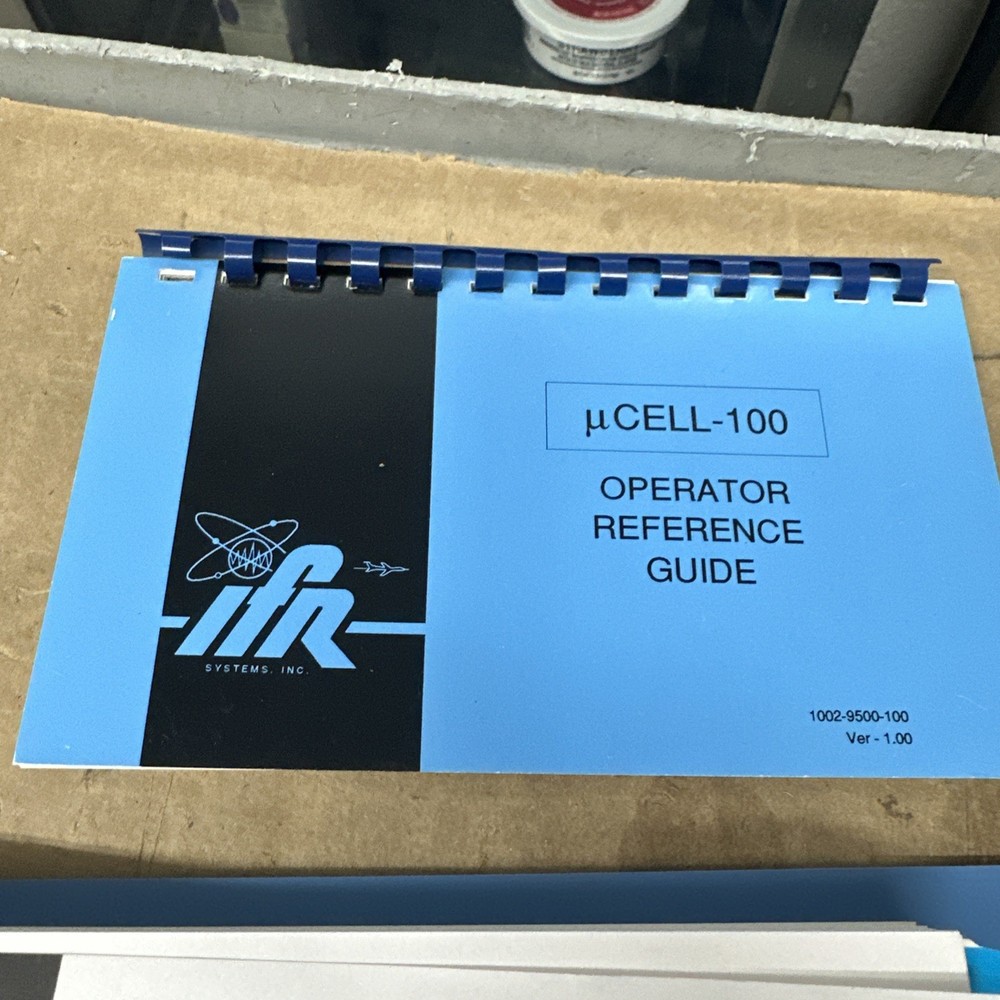 µCELL-100
OPERATOR
REFERENCE
GUIDE
ifr
SYSTEMS, INC.
1002-9500-100
Ver - 1.00